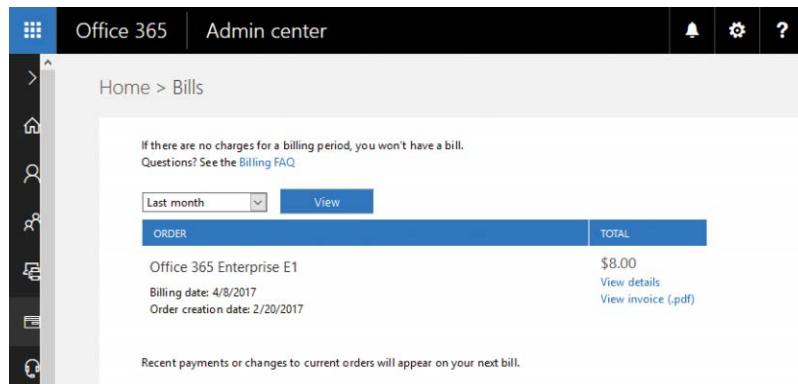 Office 365 Admin center
?
Home > Bills
If there are no charges for a billing period, you won't have a bill.
Questions? See the Billing FAQ
Last month View
ORDER TOTAL
Office 365 Enterprise E1 $8.00
View details
Billing date: 4/8/2017
View invoice (.pdf)
Order creation date: 2/20/2017
Recent payments or changes to current orders will appear on your next bill.